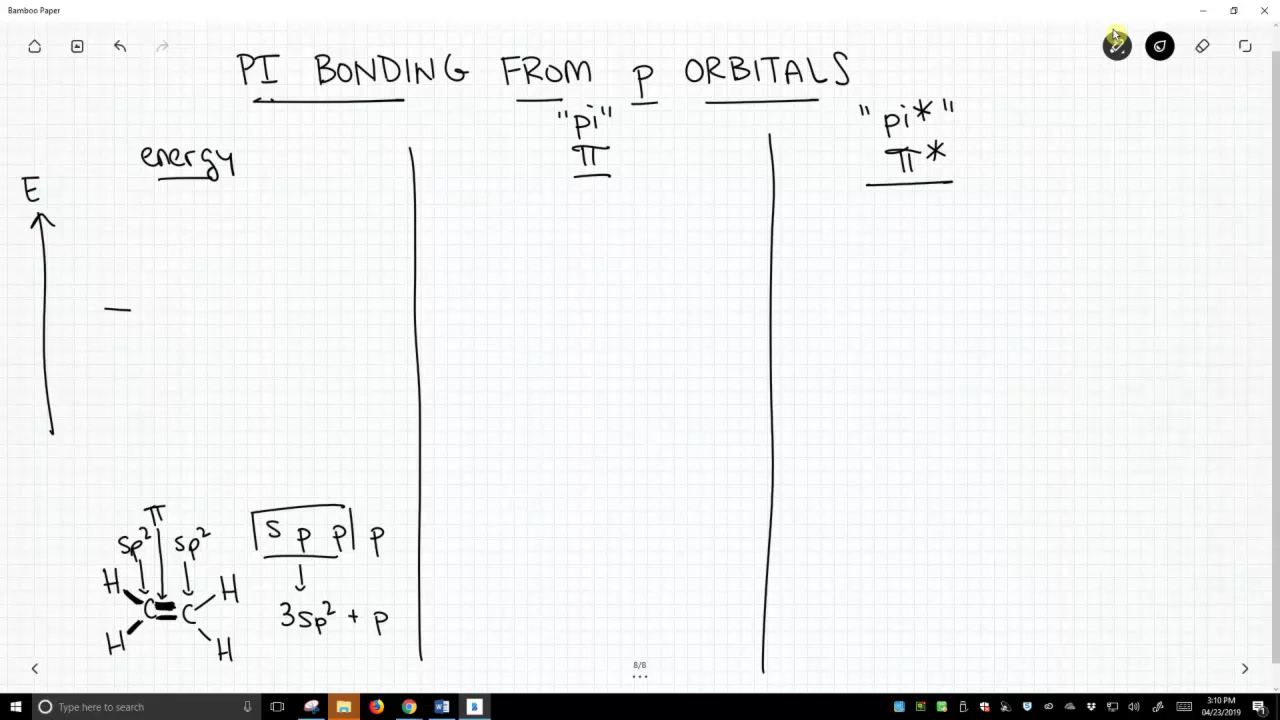 Bamboo Paper
PI BONDING FROM p ORBITALS
"pi"
π
"pi*"
π*
energy
E
π
sp² sp²
H H
C C
H H
s p p p
3sp² + p
8/8
Type here to search
3:10 PM
04/23/2019